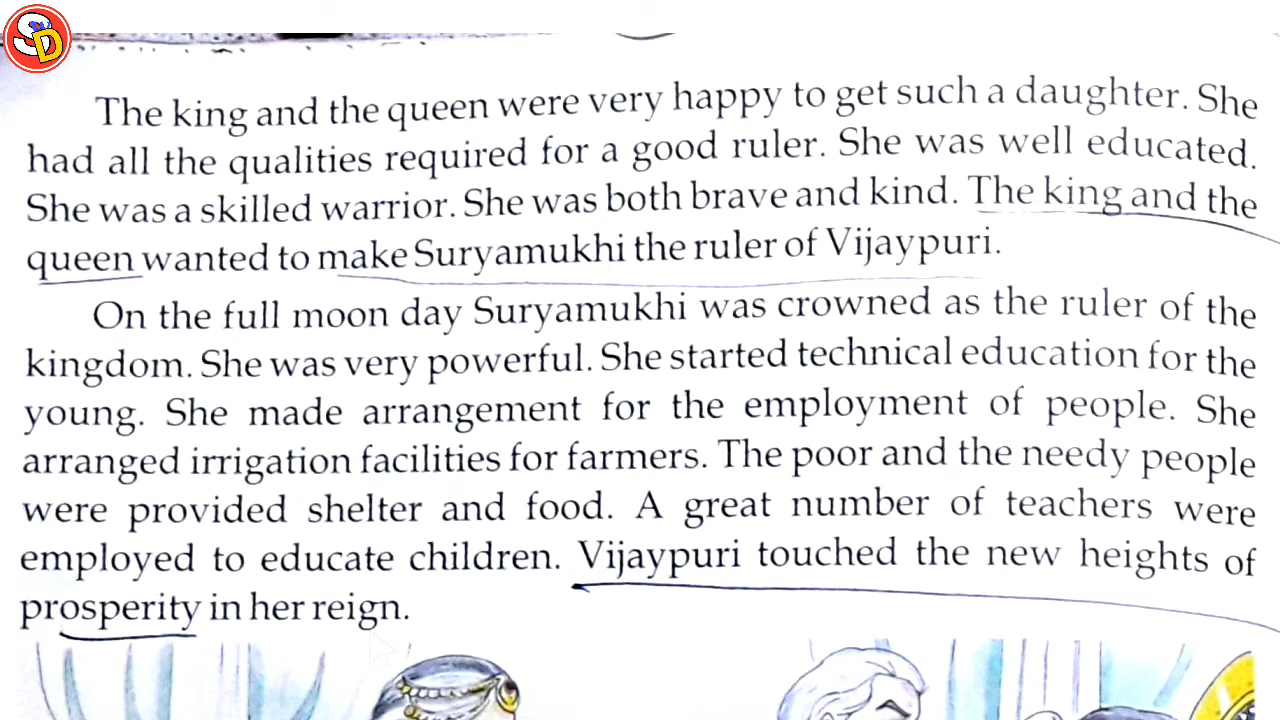 SD
The king and the queen were very happy to get such a daughter. She
had all the qualities required for a good ruler. She was well educated.
She was a skilled warrior. She was both brave and kind. The king and the
queen wanted to make Suryamukhi the ruler of Vijaypuri.
On the full moon day Suryamukhi was crowned as the ruler of the
kingdom. She was very powerful. She started technical education for the
young. She made arrangement for the employment of people. She
arranged irrigation facilities for farmers. The poor and the needy people
were provided shelter and food. A great number of teachers were
employed to educate children. Vijaypuri touched the new heights of
prosperity in her reign.